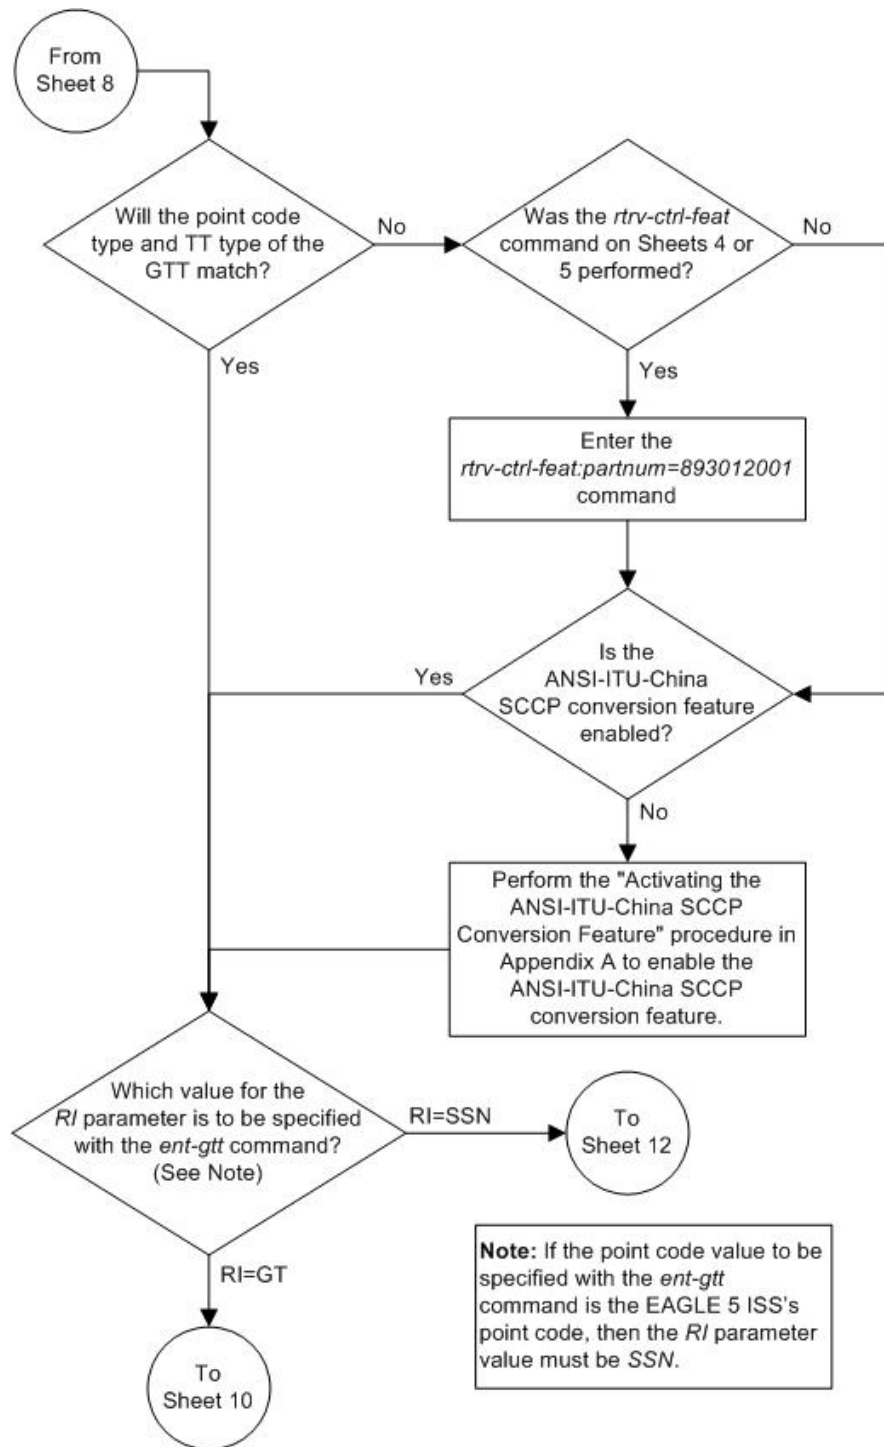 From
Sheet 8
Will the point code
type and TT type of the
GTT match?
No
Was the rtrv-ctrl-feat
command on Sheets 4 or
5 performed?
No
Yes
Yes
Enter the
rtrv-ctrl-feat:partnum=893012001
command
Yes
Is the
ANSI-ITU-China
SCCP conversion feature
enabled?
No
Perform the "Activating the
ANSI-ITU-China SCCP
Conversion Feature" procedure in
Appendix A to enable the
ANSI-ITU-China SCCP
conversion feature.
Which value for the
RI parameter is to be specified
with the ent-gtt command?
(See Note)
RI=SSN
To
Sheet 12
RI=GT
To
Sheet 10
Note: If the point code value to be
specified with the ent-gtt
command is the EAGLE 5 ISS's
point code, then the RI parameter
value must be SSN.